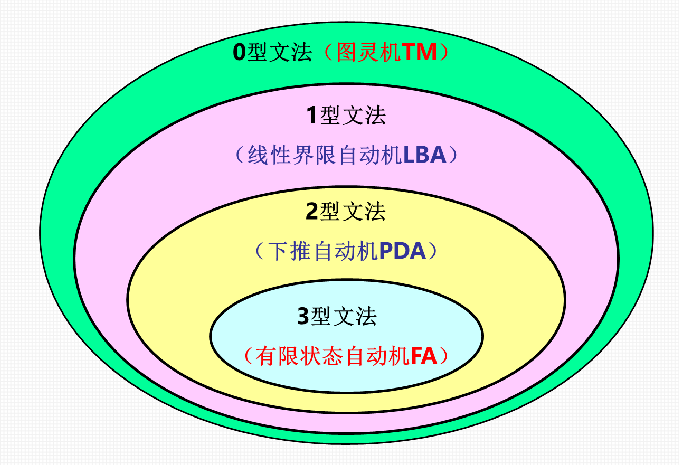 0型文法（图灵机TM）
1型文法
（线性界限自动机LBA）
2型文法
（下推自动机PDA）
3型文法
（有限状态自动机FA）